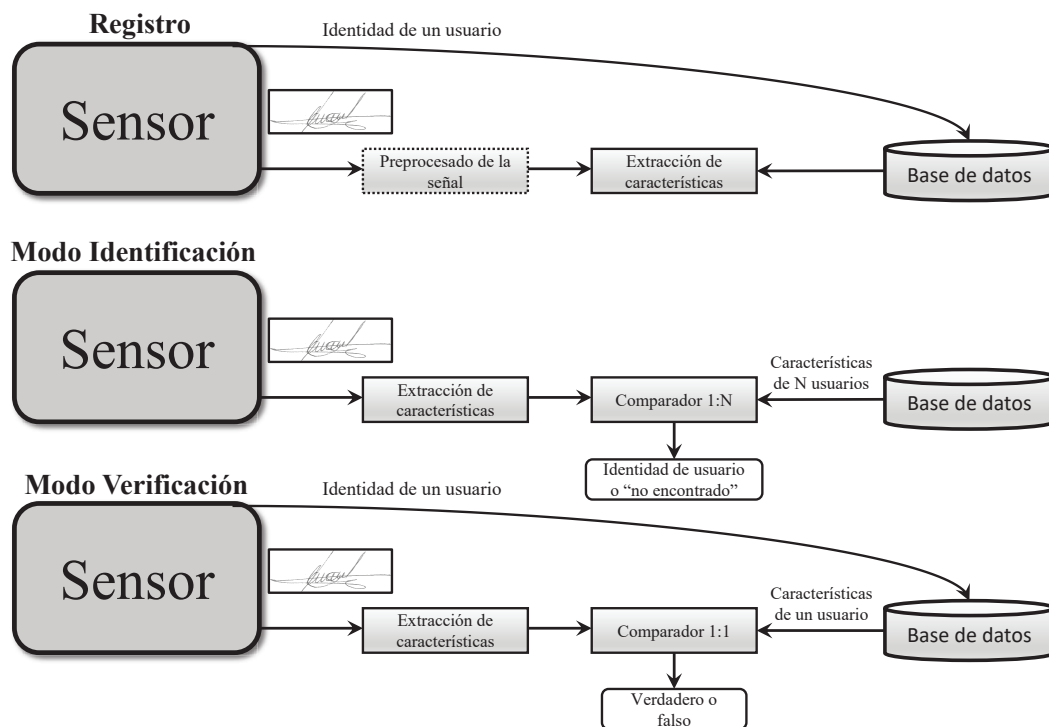 Registro
Identidad de un usuario
Sensor
Preprocesado de la
señal
Extracción de
características
Base de datos
Modo Identificación
Sensor
Extracción de
características
Comparador 1:N
Características
de N usuarios
Base de datos
Identidad de usuario
o “no encontrado”
Modo Verificación
Identidad de un usuario
Sensor
Extracción de
características
Comparador 1:1
Características
de un usuario
Base de datos
Verdadero o
falso